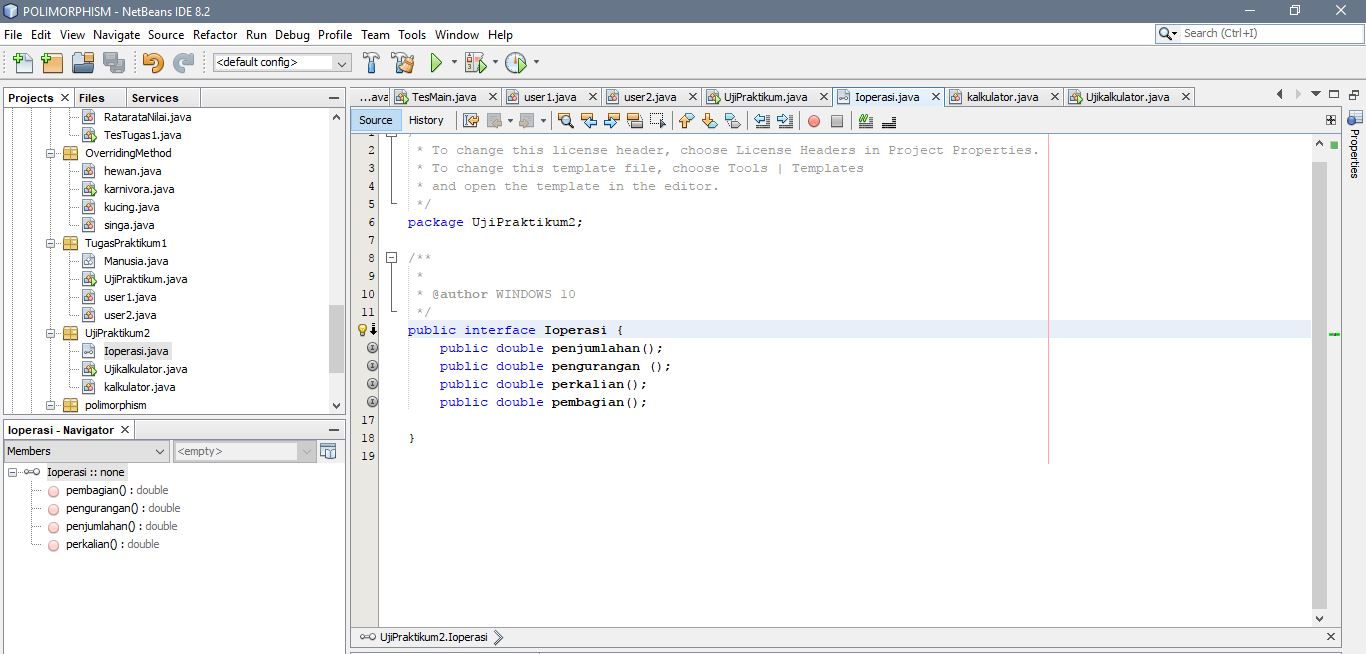 POLIMORPHISM - NetBeans IDE 8.2
File Edit View Navigate Source Refactor Run Debug Profile Team Tools Window Help
Search (Ctrl+I)
<default config>
Projects
Files
Services
RatarataNilai.java
TesTugas1.java
OverridingMethod
hewan.java
karnivora.java
kucing.java
singa.java
TugasPraktikum1
Manusia.java
UjiPraktikum.java
user1.java
user2.java
UjiPraktikum2
Ioperasi.java
Ujikalkulator.java
kalkulator.java
polimorphism
Ioperasi - Navigator
Members
<empty>
Ioperasi :: none
pembagian() : double
pengurangan() : double
penjumlahan() : double
perkalian() : double
...ava TesMain.java user1.java user2.java UjiPraktikum.java Ioperasi.java kalkulator.java Ujikalkulator.java
Source History
2 * To change this license header, choose License Headers in Project Properties.
3 * To change this template file, choose Tools | Templates
4 * and open the template in the editor.
5 */
6 package UjiPraktikum2;
7
8 /**
9 *
10 * @author WINDOWS 10
11 */
public interface Ioperasi {
public double penjumlahan();
public double pengurangan ();
public double perkalian();
public double pembagian();
17
18 }
19
UjiPraktikum2.Ioperasi
Properties